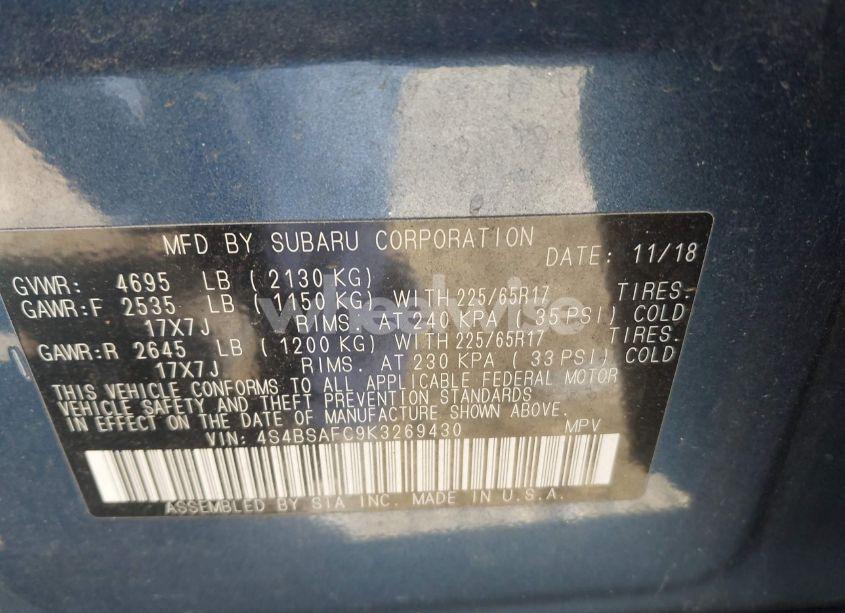 MFD BY SUBARU CORPORATION DATE: 11/18
GVWR: 4695 LB (2130 KG)
GAWR:F 2535 LB (1150 KG) WITH 225/65R17 TIRES.
17X7J RIMS. AT 240 KPA (35 PSI) COLD
GAWR:R 2645 LB (1200 KG) WITH 225/65R17 TIRES.
17X7J RIMS. AT 230 KPA (33 PSI) COLD
THIS VEHICLE CONFORMS TO ALL APPLICABLE FEDERAL MOTOR
VEHICLE SAFETY AND THEFT PREVENTION STANDARDS
IN EFFECT ON THE DATE OF MANUFACTURE SHOWN ABOVE.
VIN: 4S4BSAFC9K3269430 MPV
ASSEMBLED BY SIA INC. MADE IN U.S.A.
wheelwise